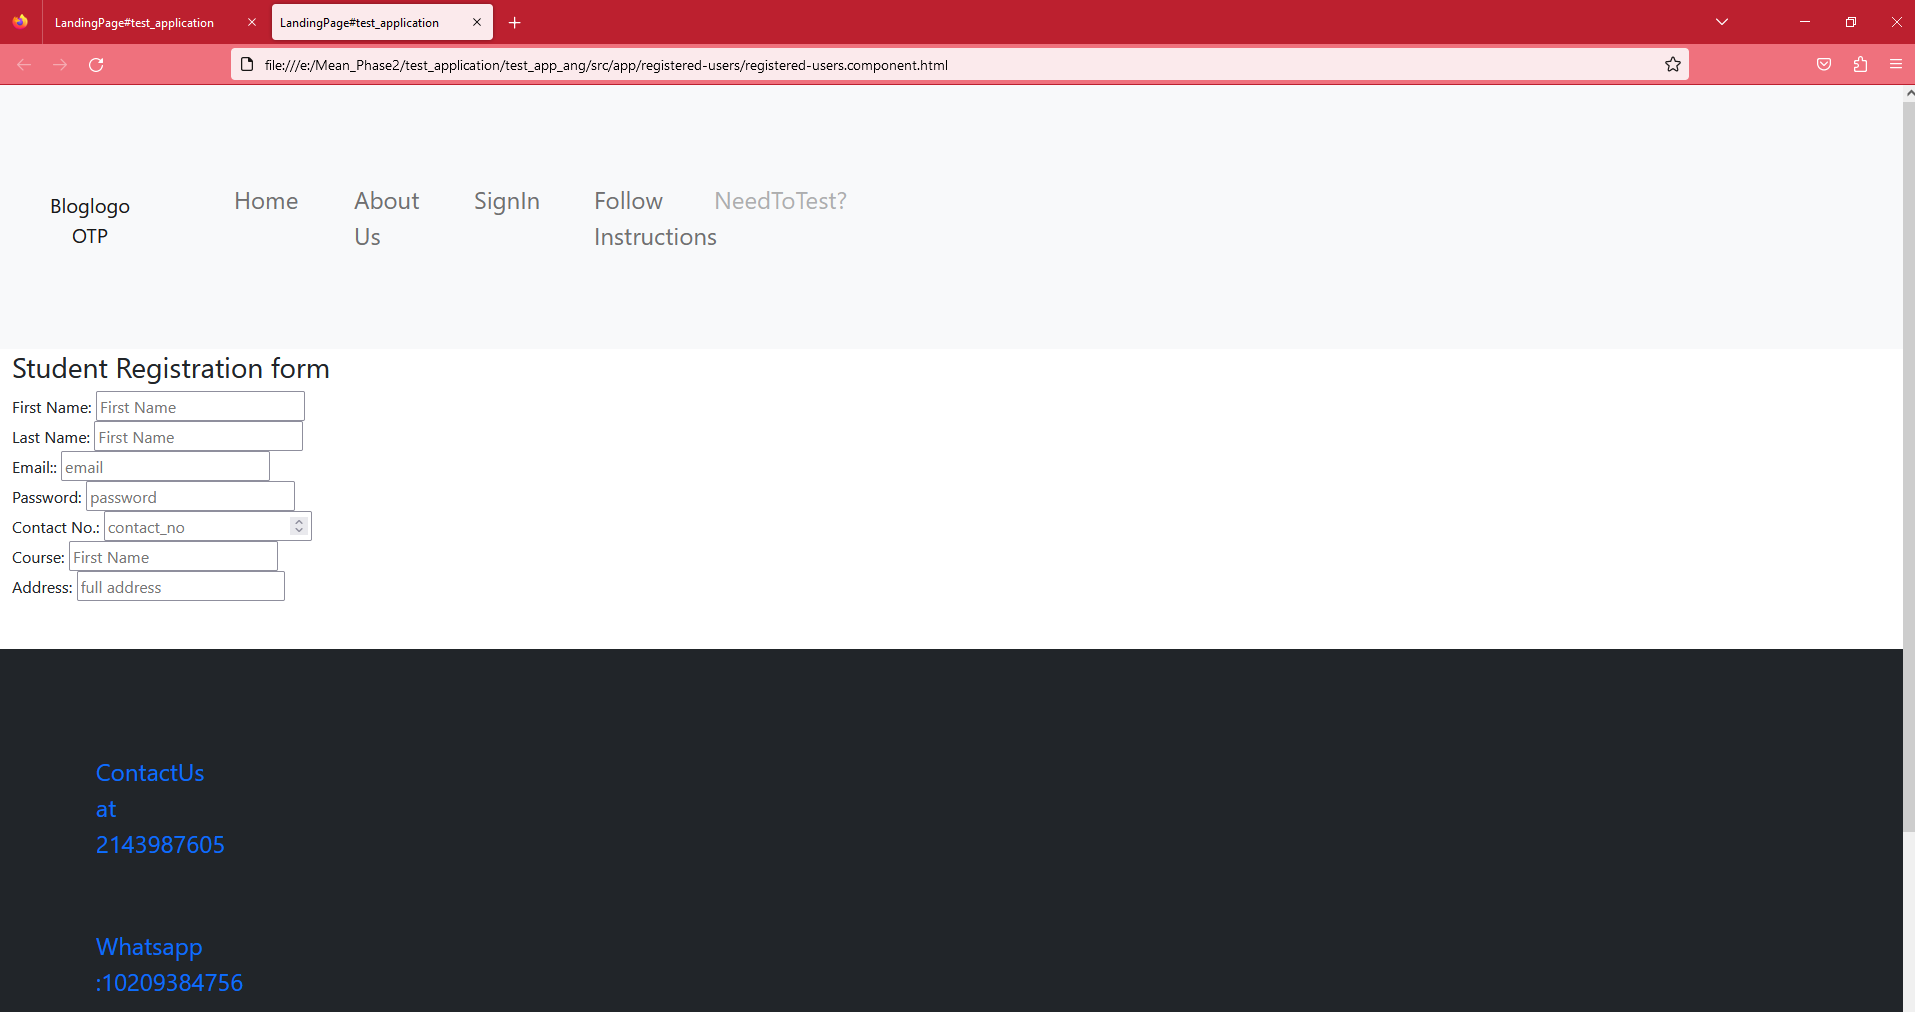 LandingPage#test_application
LandingPage#test_application
file:///e:/Mean_Phase2/test_application/test_app_ang/src/app/registered-users/registered-users.component.html
Bloglogo
OTP
Home
About
Us
SignIn
Follow
Instructions
NeedToTest?
Student Registration form
First Name: First Name
Last Name: First Name
Email:: email
Password: password
Contact No.: contact_no
Course: First Name
Address: full address
ContactUs
at
2143987605
Whatsapp
:10209384756